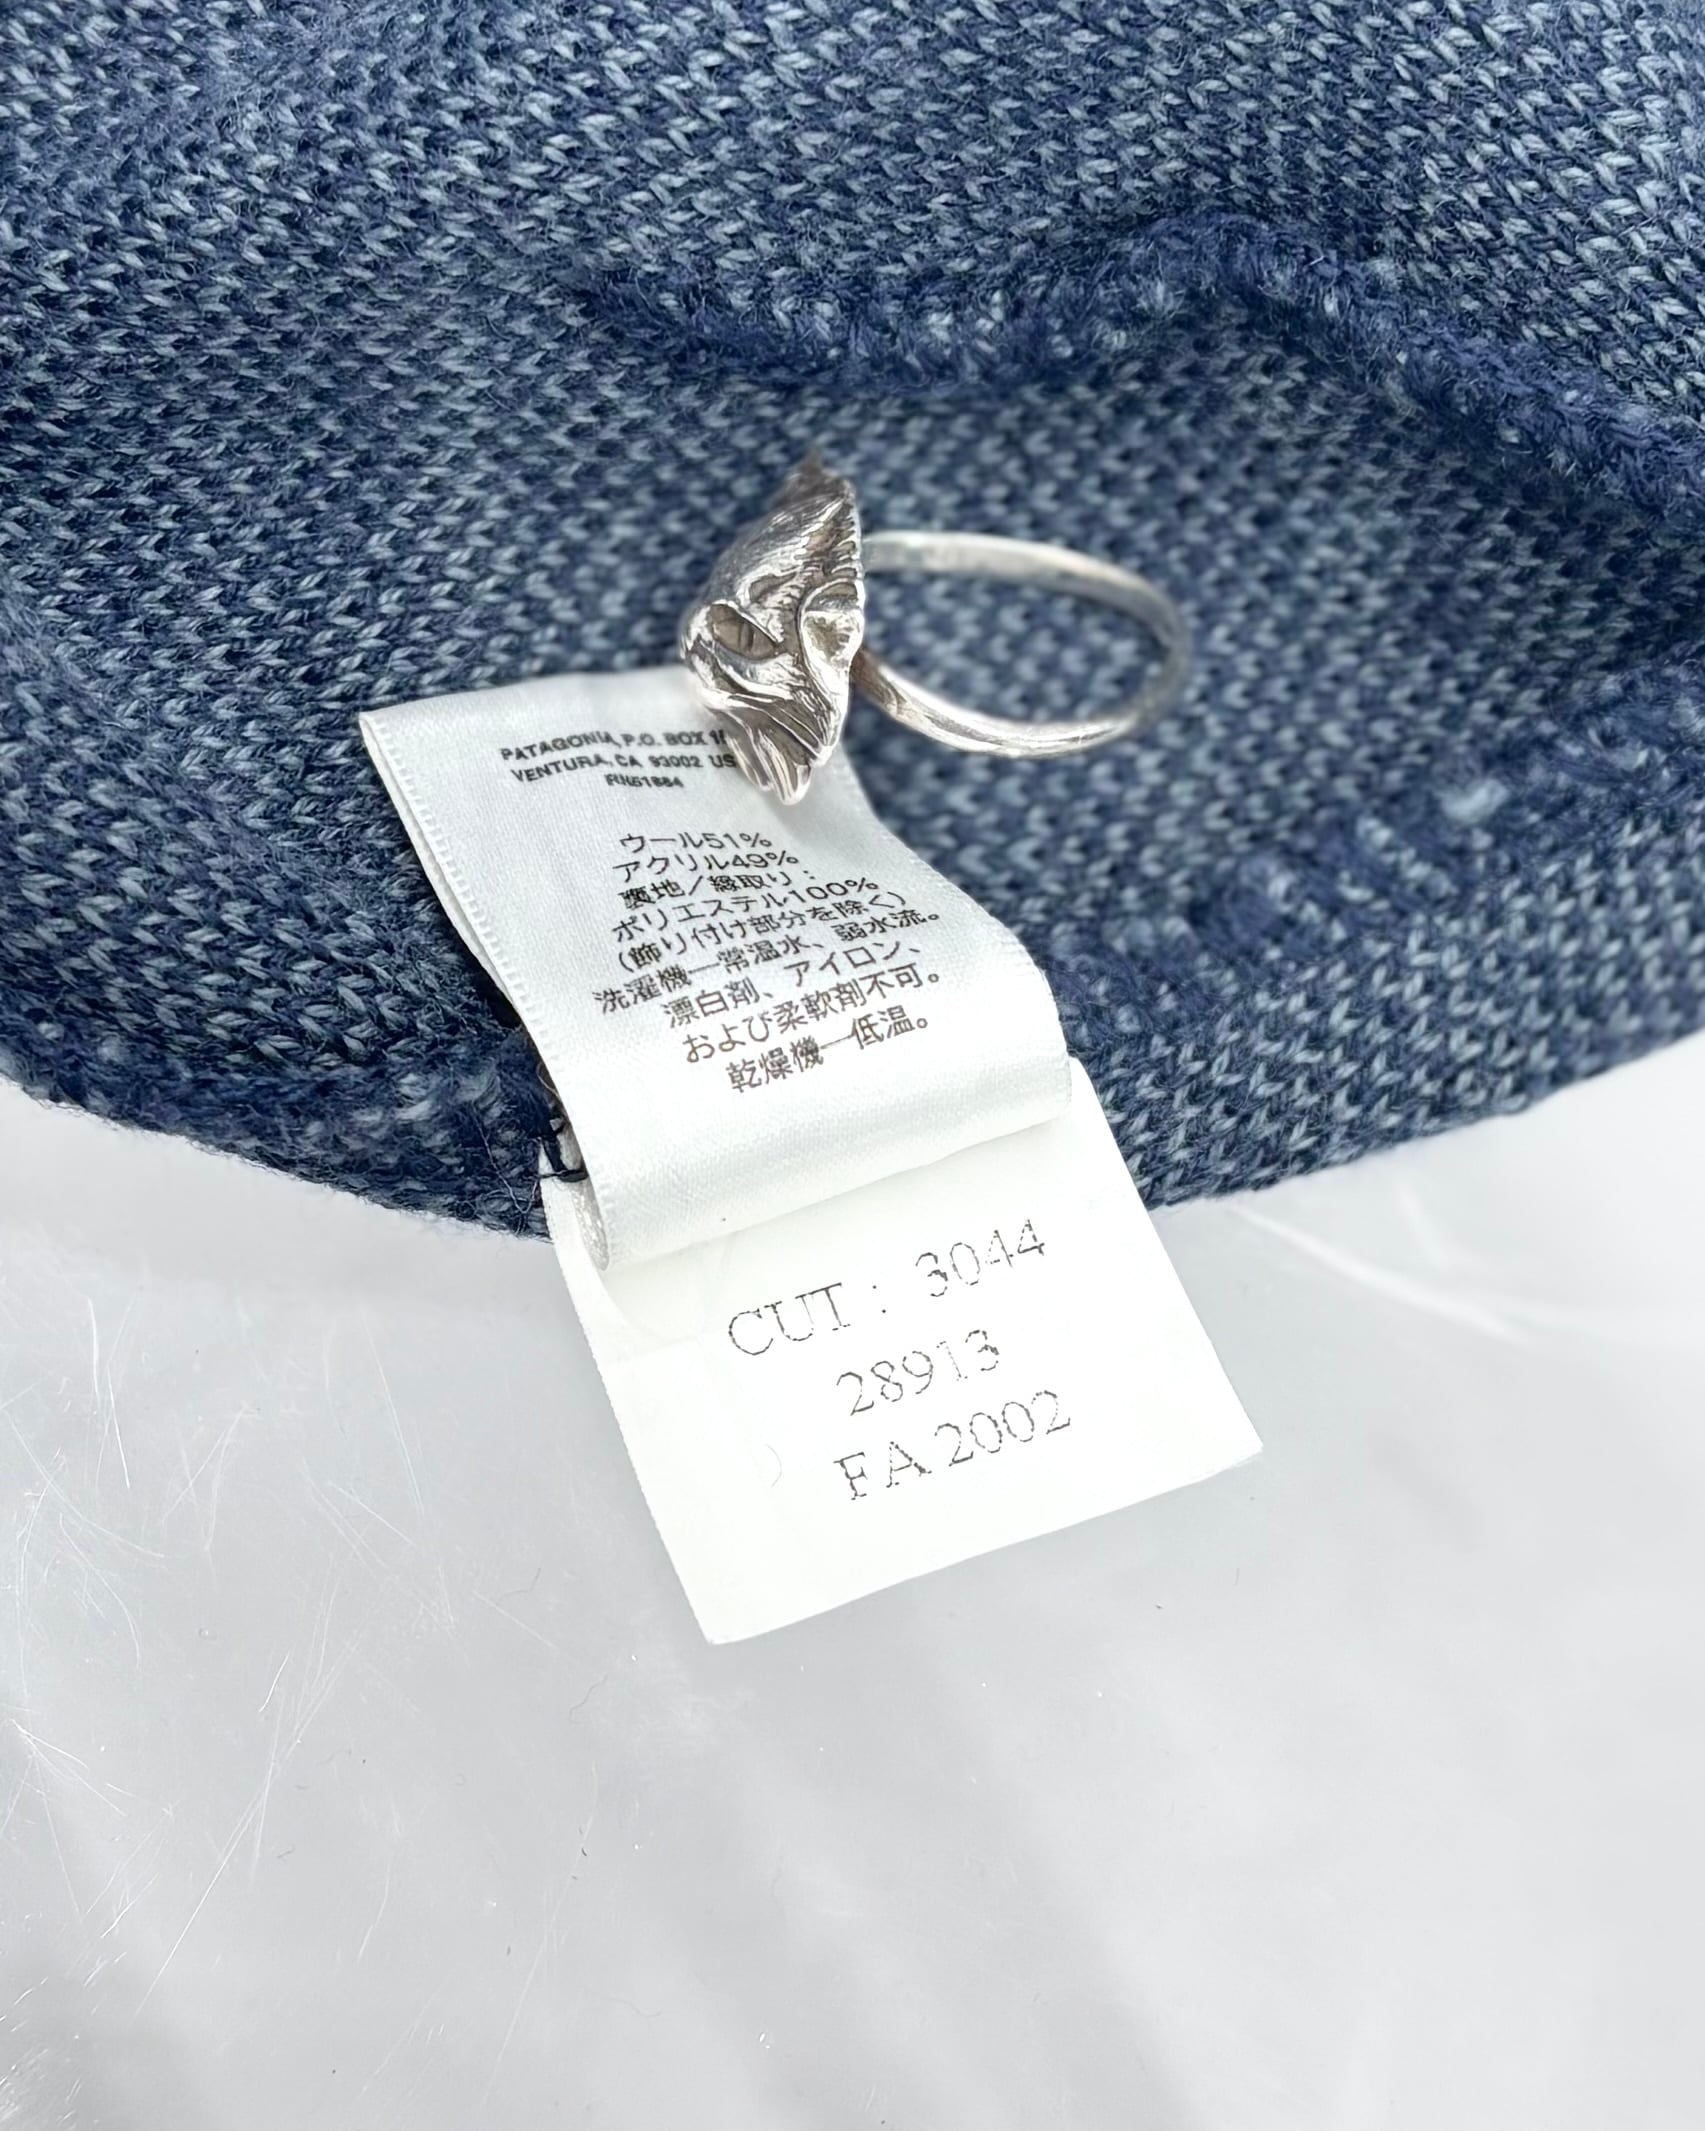 PATAGONIA, P.O. BOX
VENTURA, CA 93002 US
RN51884
ウール51%
アクリル49%
裏地/縁取り:
ポリエステル100%
(飾り付け部分を除く)
洗濯機—常温水、弱水流。
漂白剤、アイロン、
および柔軟剤不可。
乾燥機—低温。
CUT : 3044
28913
FA 2002